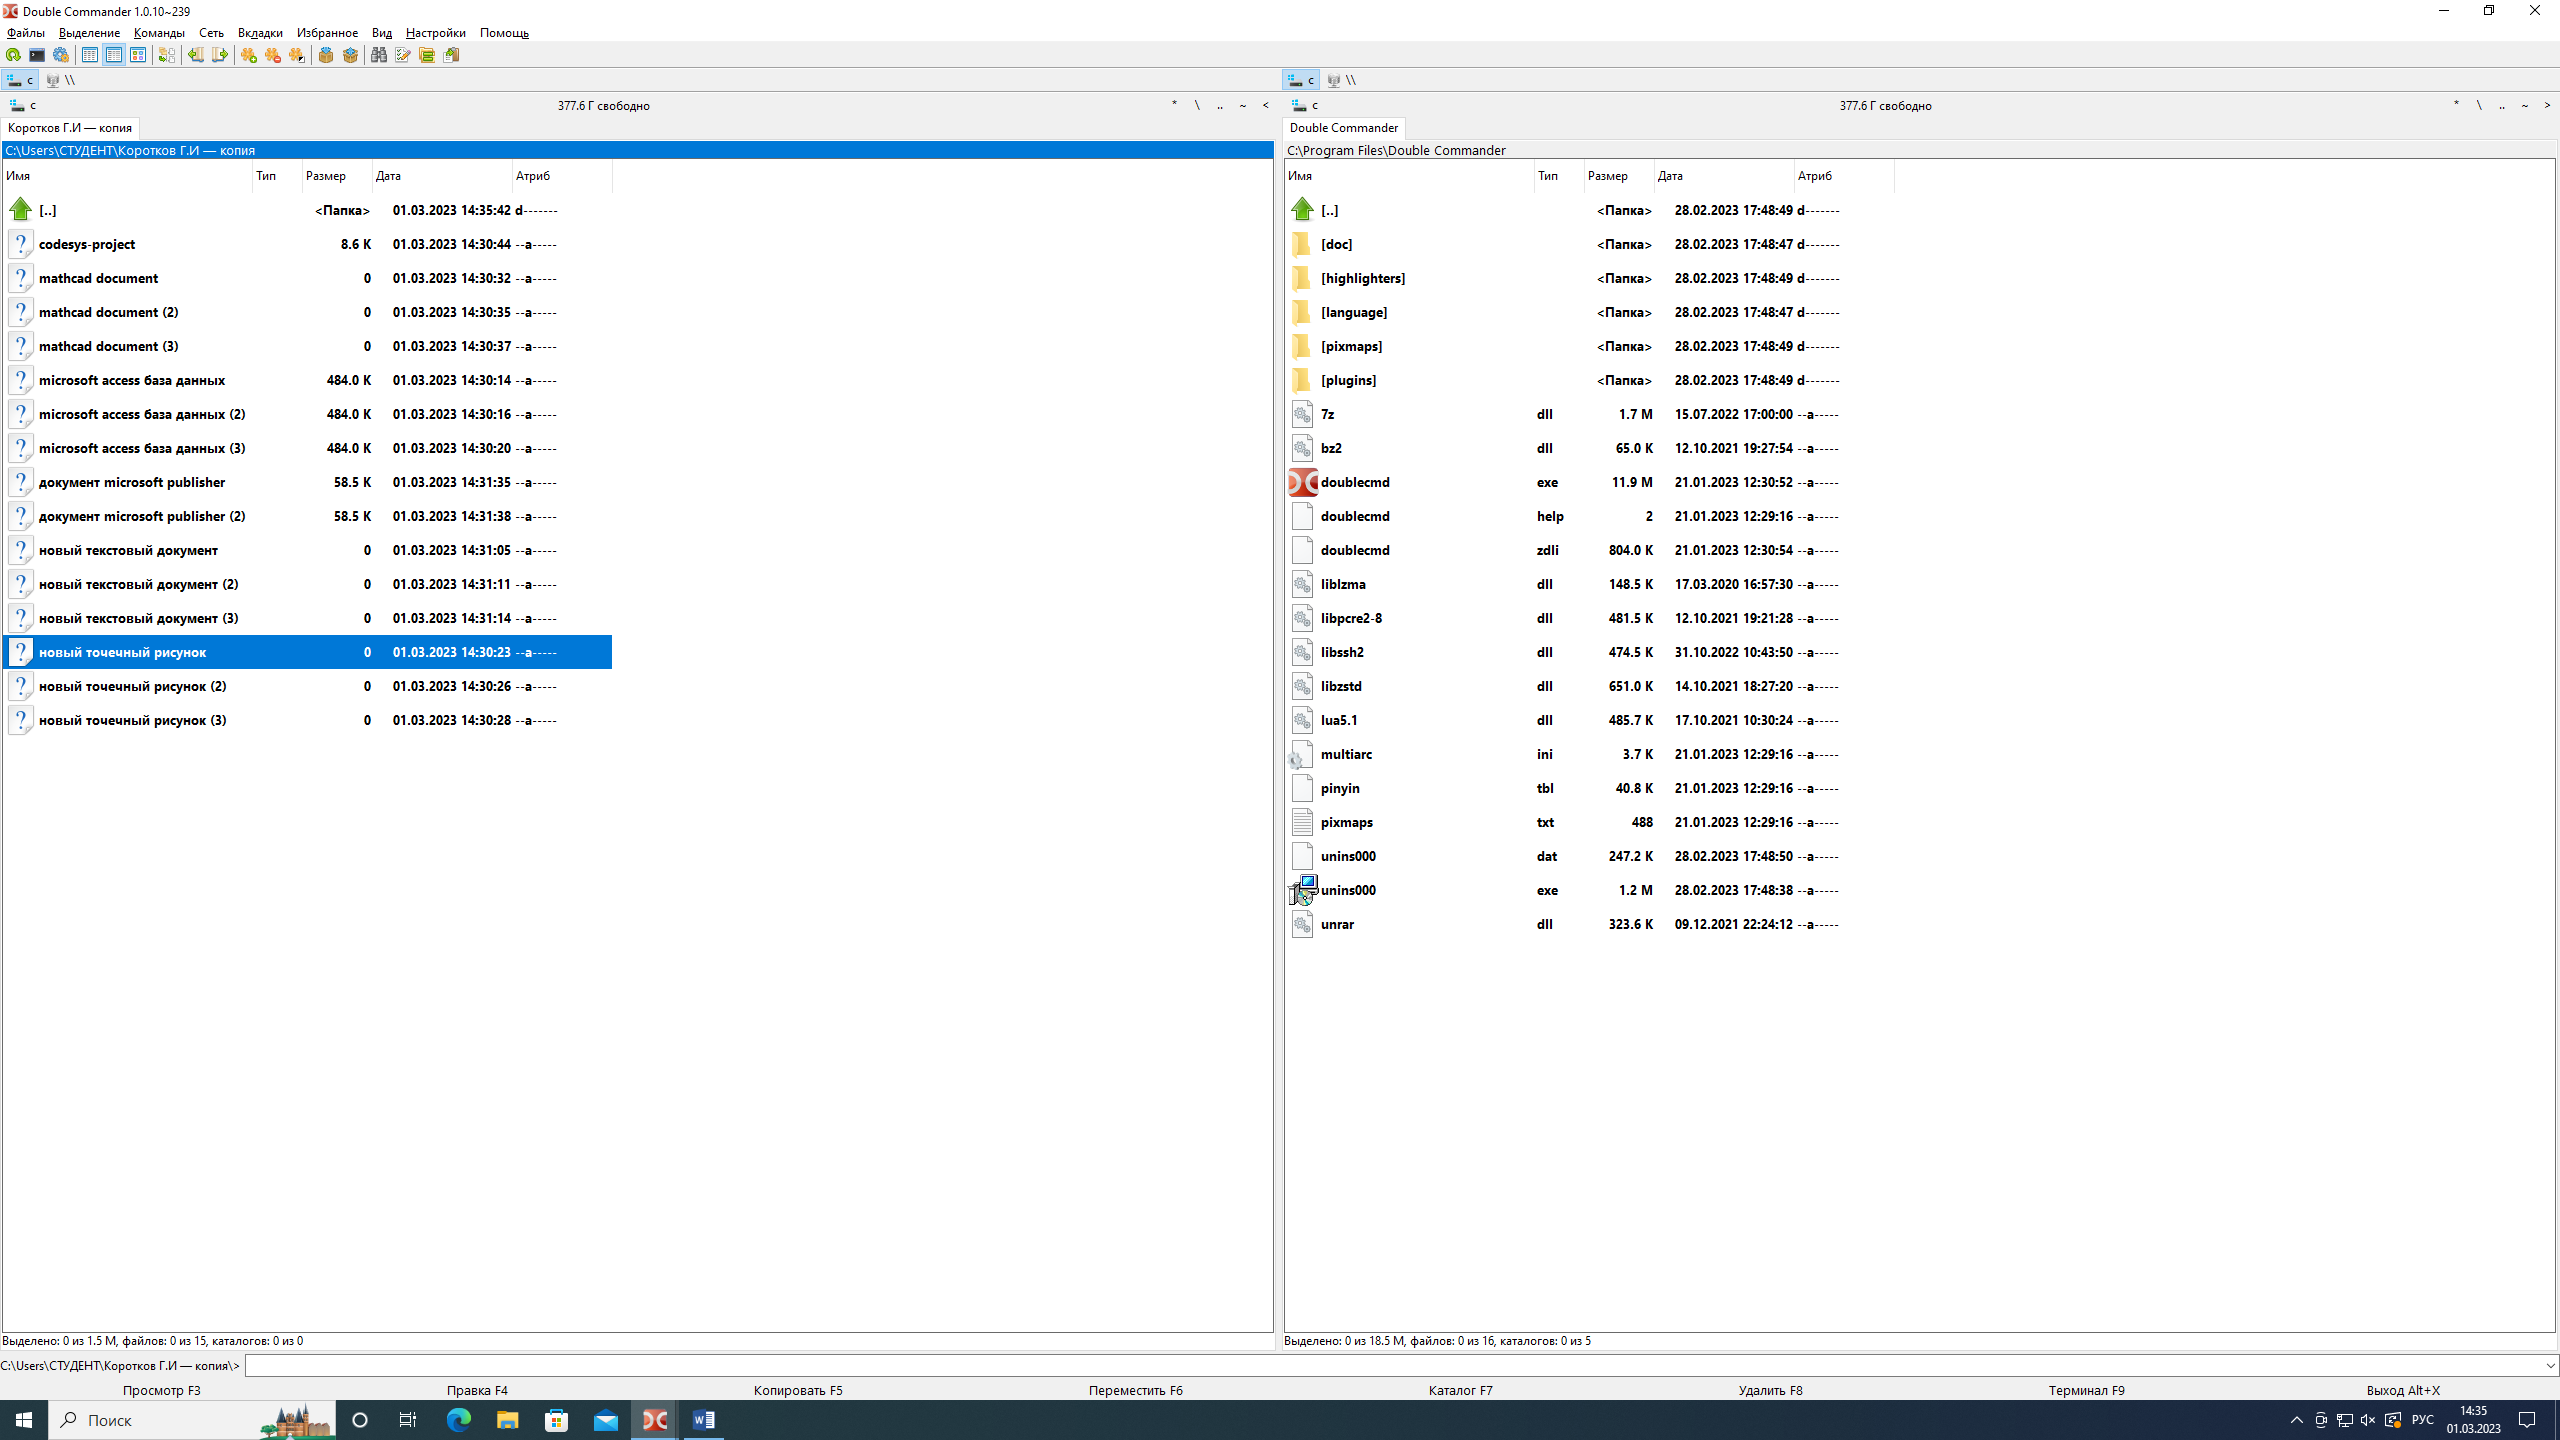 Double Commander 1.0.10~239
Файлы Выделение Команды Сеть Вкладки Избранное Вид Настройки Помощь
c \\ c \\
c 377.6 Г свободно * \ .. ~ < c 377.6 Г свободно * \ .. ~ >
Коротков Г.И — копия Double Commander
C:\Users\СТУДЕНТ\Коротков Г.И — копия C:\Program Files\Double Commander
Имя Тип Размер Дата Атриб Имя Тип Размер Дата Атриб
[..] <Папка> 01.03.2023 14:35:42 d------- [..] <Папка> 28.02.2023 17:48:49 d-------
codesys-project 8.6 K 01.03.2023 14:30:44 --a----- [doc] <Папка> 28.02.2023 17:48:47 d-------
mathcad document 0 01.03.2023 14:30:32 --a----- [highlighters] <Папка> 28.02.2023 17:48:49 d-------
mathcad document (2) 0 01.03.2023 14:30:35 --a----- [language] <Папка> 28.02.2023 17:48:47 d-------
mathcad document (3) 0 01.03.2023 14:30:37 --a----- [pixmaps] <Папка> 28.02.2023 17:48:49 d-------
microsoft access база данных 484.0 K 01.03.2023 14:30:14 --a----- [plugins] <Папка> 28.02.2023 17:48:49 d-------
microsoft access база данных (2) 484.0 K 01.03.2023 14:30:16 --a----- 7z dll 1.7 M 15.07.2022 17:00:00 --a-----
microsoft access база данных (3) 484.0 K 01.03.2023 14:30:20 --a----- bz2 dll 65.0 K 12.10.2021 19:27:54 --a-----
документ microsoft publisher 58.5 K 01.03.2023 14:31:35 --a----- doublecmd exe 11.9 M 21.01.2023 12:30:52 --a-----
документ microsoft publisher (2) 58.5 K 01.03.2023 14:31:38 --a----- doublecmd help 2 21.01.2023 12:29:16 --a-----
новый текстовый документ 0 01.03.2023 14:31:05 --a----- doublecmd zdli 804.0 K 21.01.2023 12:30:54 --a-----
новый текстовый документ (2) 0 01.03.2023 14:31:11 --a----- liblzma dll 148.5 K 17.03.2020 16:57:30 --a-----
новый текстовый документ (3) 0 01.03.2023 14:31:14 --a----- libpcre2-8 dll 481.5 K 12.10.2021 19:21:28 --a-----
новый точечный рисунок 0 01.03.2023 14:30:23 --a----- libssh2 dll 474.5 K 31.10.2022 10:43:50 --a-----
новый точечный рисунок (2) 0 01.03.2023 14:30:26 --a----- libzstd dll 651.0 K 14.10.2021 18:27:20 --a-----
новый точечный рисунок (3) 0 01.03.2023 14:30:28 --a----- lua5.1 dll 485.7 K 17.10.2021 10:30:24 --a-----
multiarc ini 3.7 K 21.01.2023 12:29:16 --a-----
pinyin tbl 40.8 K 21.01.2023 12:29:16 --a-----
pixmaps txt 488 21.01.2023 12:29:16 --a-----
unins000 dat 247.2 K 28.02.2023 17:48:50 --a-----
unins000 exe 1.2 M 28.02.2023 17:48:38 --a-----
unrar dll 323.6 K 09.12.2021 22:24:12 --a-----
Выделено: 0 из 1.5 M, файлов: 0 из 15, каталогов: 0 из 0 Выделено: 0 из 18.5 M, файлов: 0 из 16, каталогов: 0 из 5
C:\Users\СТУДЕНТ\Коротков Г.И — копия\>
Просмотр F3 Правка F4 Копировать F5 Переместить F6 Каталог F7 Удалить F8 Терминал F9 Выход Alt+X
Поиск РУС 14:35
01.03.2023